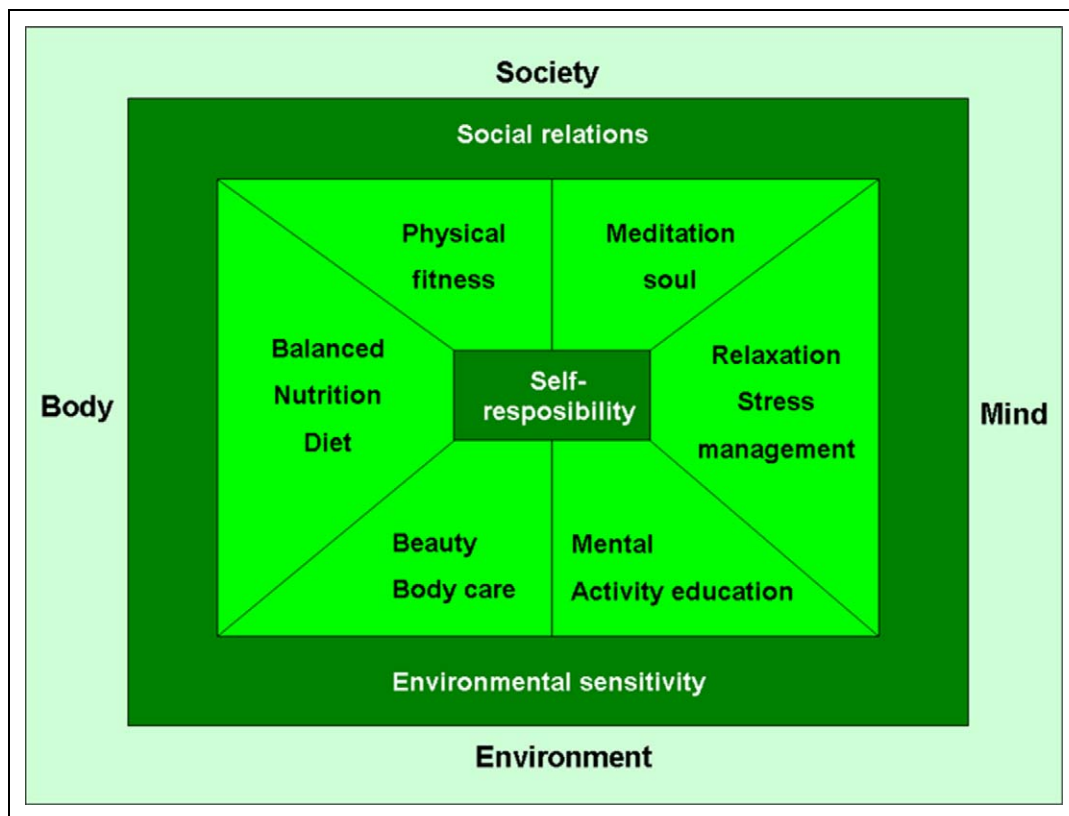 Society
Social relations
Physical
fitness
Meditation
soul
Balanced
Nutrition
Diet
Self-
resposibility
Relaxation
Stress
management
Body
Mind
Beauty
Body care
Mental
Activity education
Environmental sensitivity
Environment